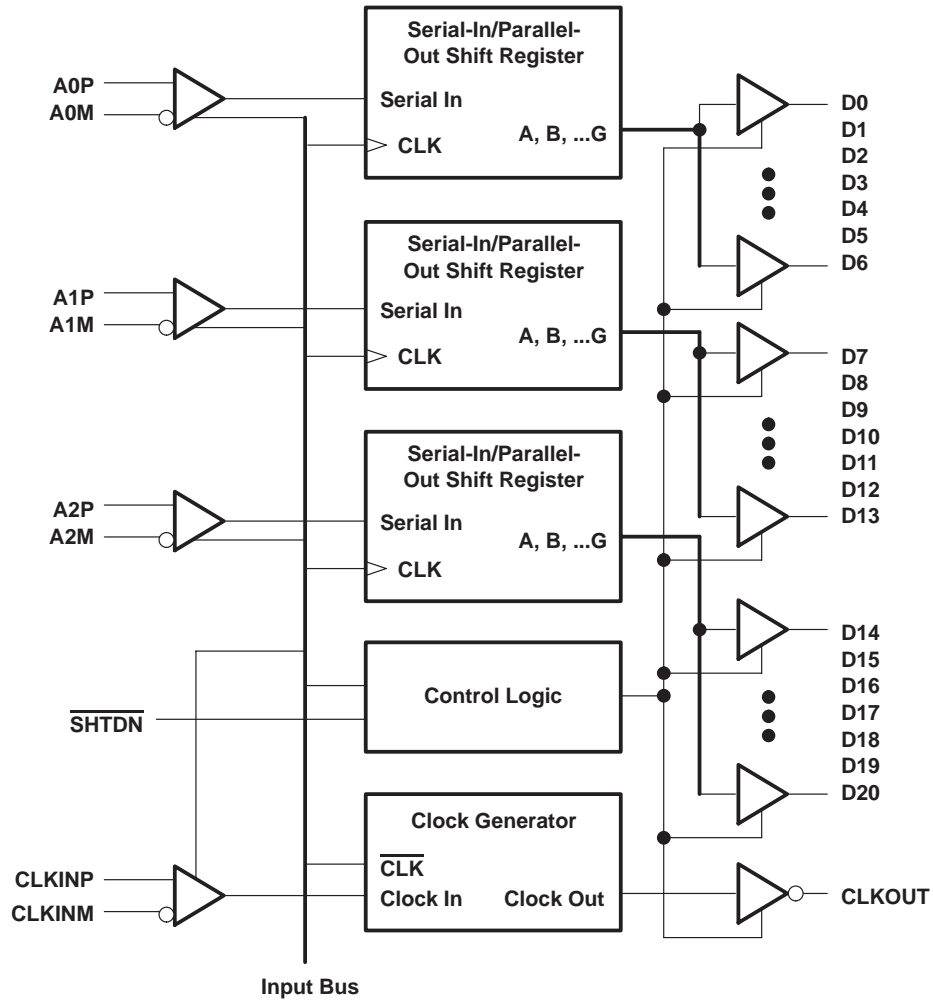 Serial-In/Parallel-
Out Shift Register
A0P
A0M
Serial In
CLK
A, B, ...G
D0
D1
D2
D3
D4
D5
D6
Serial-In/Parallel-
Out Shift Register
A1P
A1M
Serial In
CLK
A, B, ...G
D7
D8
D9
D10
D11
D12
D13
Serial-In/Parallel-
Out Shift Register
A2P
A2M
Serial In
CLK
A, B, ...G
D14
D15
D16
D17
D18
D19
D20
Control Logic
SHTDN
Clock Generator
CLKINP
CLKINM
CLK
Clock In
Clock Out
CLKOUT
Input Bus